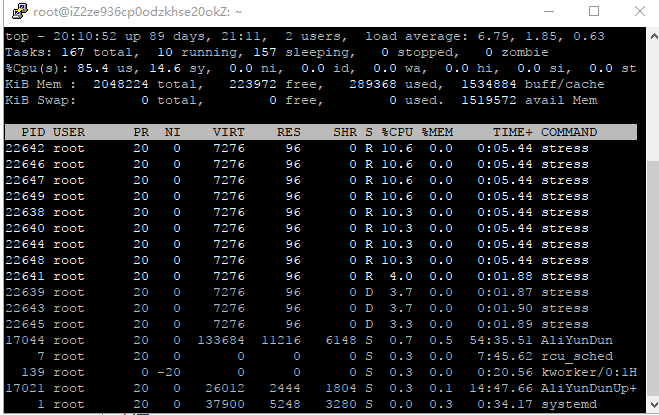 root@iZ2ze936cp0odzkhse20okZ: ~
top - 20:10:52 up 89 days, 21:11,  2 users,  load average: 6.79, 1.85, 0.63
Tasks: 167 total,  10 running, 157 sleeping,   0 stopped,   0 zombie
%Cpu(s): 85.4 us, 14.6 sy,  0.0 ni,  0.0 id,  0.0 wa,  0.0 hi,  0.0 si,  0.0 st
KiB Mem :  2048224 total,   223972 free,   289368 used,  1534884 buff/cache
KiB Swap:        0 total,        0 free,        0 used.  1519572 avail Mem
PID USER      PR  NI    VIRT    RES    SHR S %CPU %MEM     TIME+ COMMAND
22642 root      20   0    7276     96      0 R 10.6  0.0   0:05.44 stress
22646 root      20   0    7276     96      0 R 10.6  0.0   0:05.44 stress
22647 root      20   0    7276     96      0 R 10.6  0.0   0:05.44 stress
22649 root      20   0    7276     96      0 R 10.6  0.0   0:05.44 stress
22638 root      20   0    7276     96      0 R 10.3  0.0   0:05.44 stress
22640 root      20   0    7276     96      0 R 10.3  0.0   0:05.44 stress
22644 root      20   0    7276     96      0 R 10.3  0.0   0:05.44 stress
22648 root      20   0    7276     96      0 R 10.3  0.0   0:05.44 stress
22641 root      20   0    7276     96      0 R  4.0  0.0   0:01.88 stress
22639 root      20   0    7276     96      0 D  3.7  0.0   0:01.87 stress
22643 root      20   0    7276     96      0 D  3.7  0.0   0:01.90 stress
22645 root      20   0    7276     96      0 D  3.3  0.0   0:01.89 stress
17044 root      20   0  133684  11216   6148 S  0.7  0.5  54:35.51 AliYunDun
7 root      20   0       0      0      0 S  0.3  0.0   7:45.62 rcu_sched
139 root       0 -20       0      0      0 S  0.3  0.0   0:20.56 kworker/0:1H
17021 root      20   0   26012   2444   1804 S  0.3  0.1  14:47.66 AliYunDunUp+
1 root      20   0   37900   5248   3280 S  0.0  0.3   0:34.17 systemd